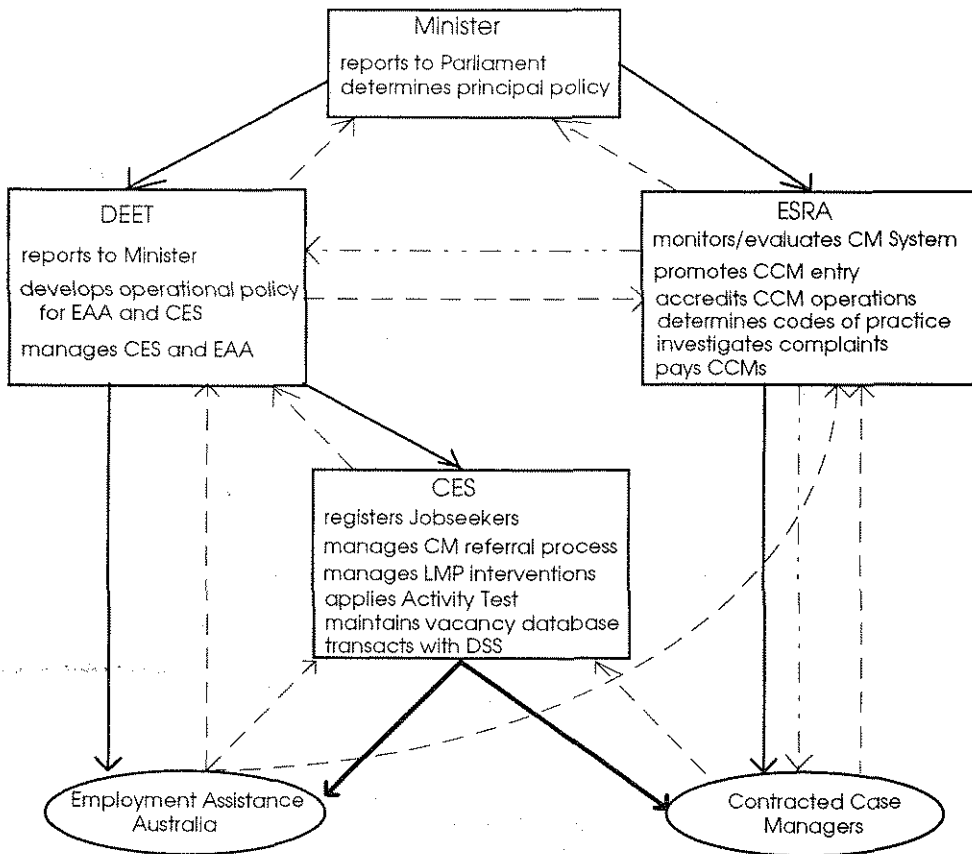 Minister
reports to Parliament
determines principal policy
DEET
reports to Minister
develops operational policy
for EAA and CES
manages CES and EAA
ESRA
monitors/evaluates CM System
promotes CCM entry
accredits CCM operations
determines codes of practice
investigates complaints
pays CCMs
CES
registers Jobseekers
manages CM referral process
manages LMP interventions
applies Activity Test
maintains vacancy database
transacts with DSS
Employment Assistance
Australia
Contracted Case
Managers